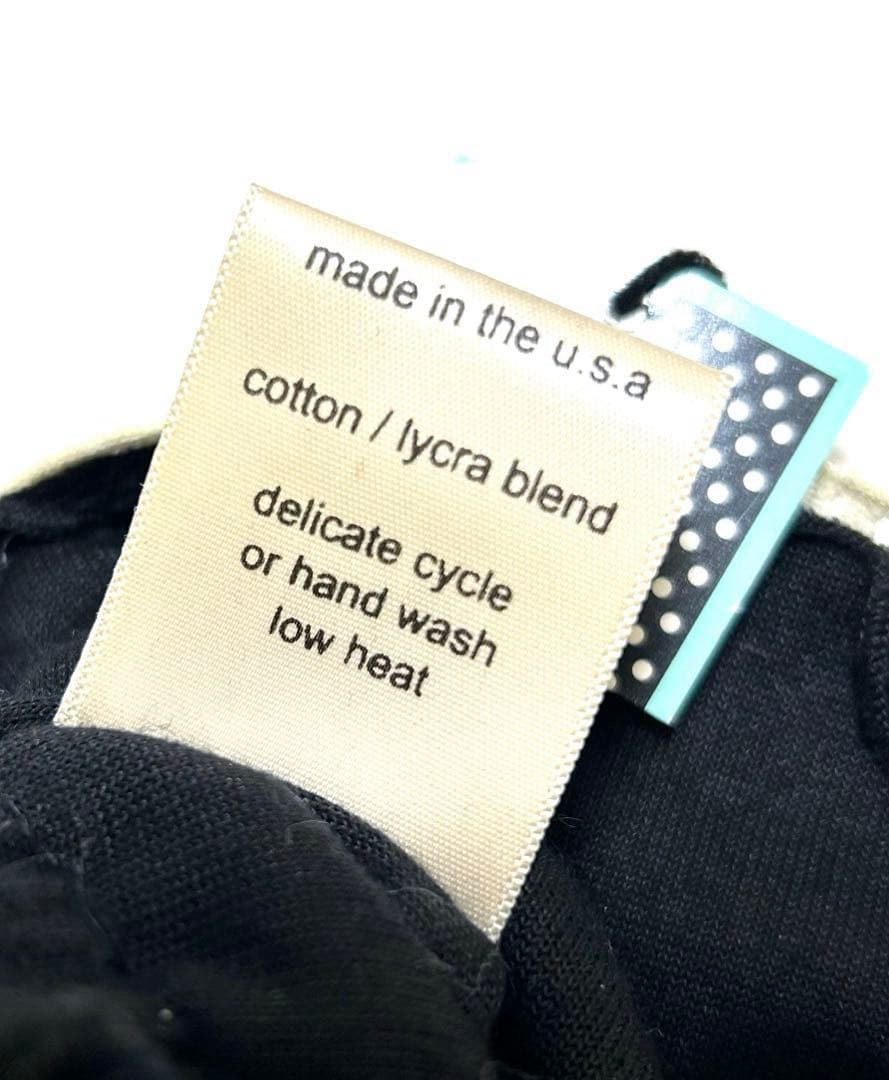 made in the u.s.a
cotton / lycra blend
delicate cycle
or hand wash
low heat